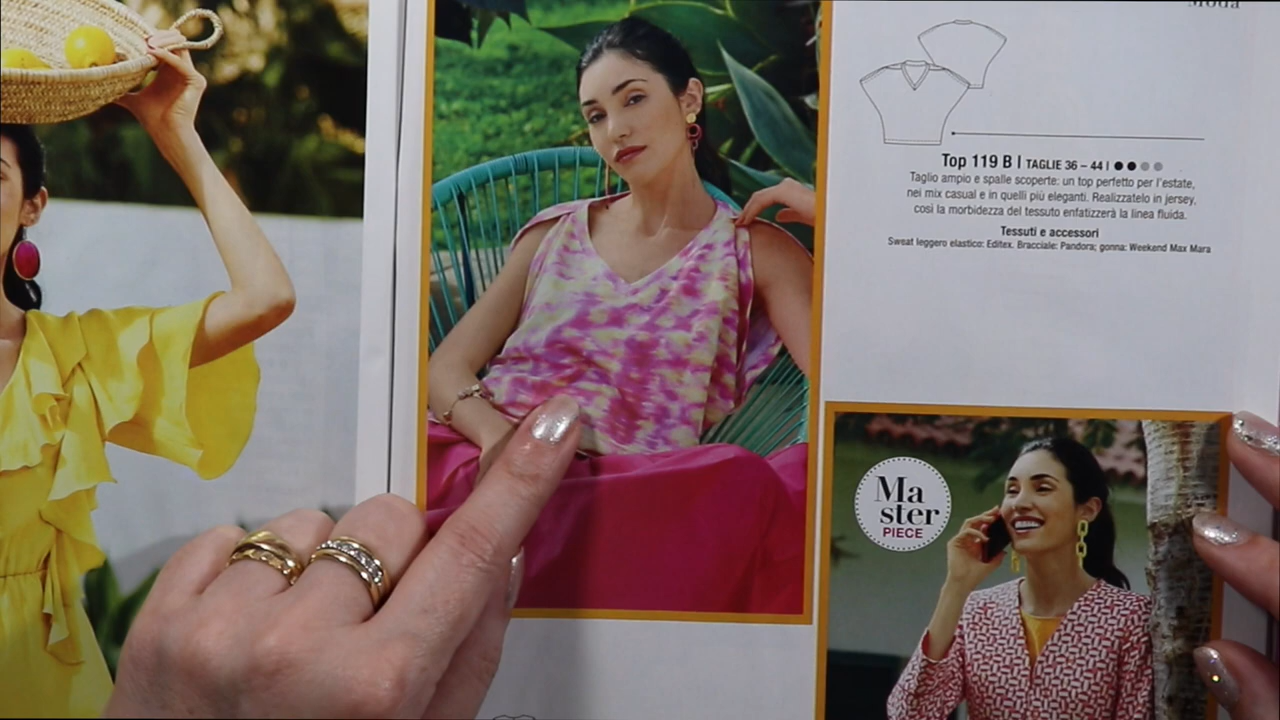 Moda
Top 119 B | TAGLIE 36 – 44 |
Taglio ampio e spalle scoperte: un top perfetto per l'estate,
nei mix casual e in quelli più eleganti. Realizzatelo in jersey,
così la morbidezza del tessuto enfatizzerà la linea fluida.
Tessuti e accessori
Sweat leggero elastico: Editex. Bracciale: Pandora; gonna: Weekend Max Mara
Ma
ster
PIECE